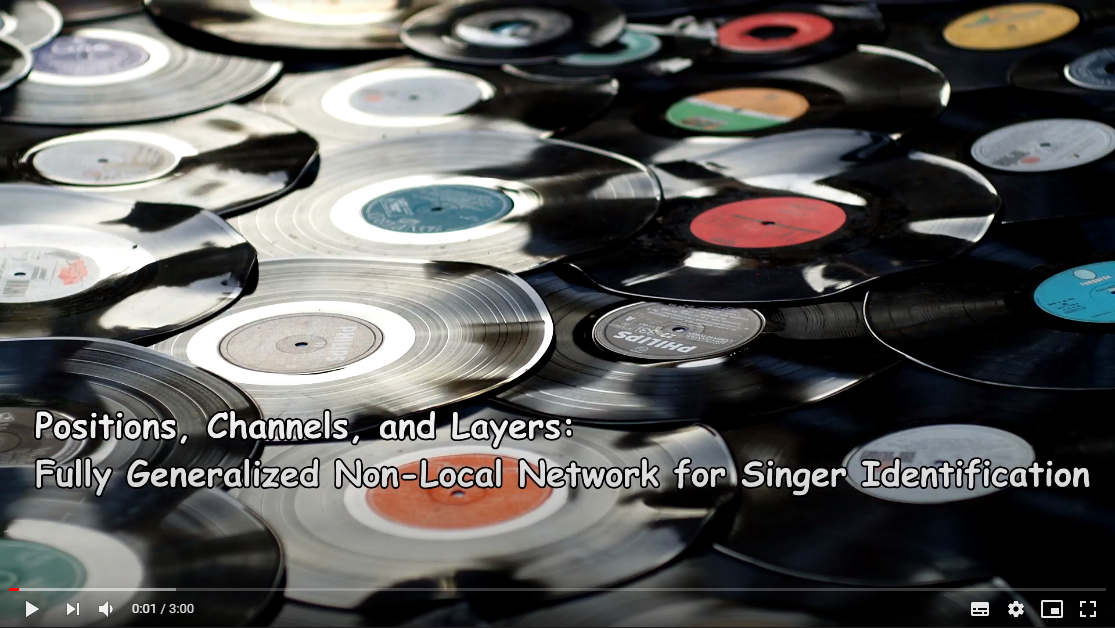 PHILIPS
PHILIPS
Positions, Channels, and Layers:
Fully Generalized Non-Local Network for Singer Identification
0:01 / 3:00